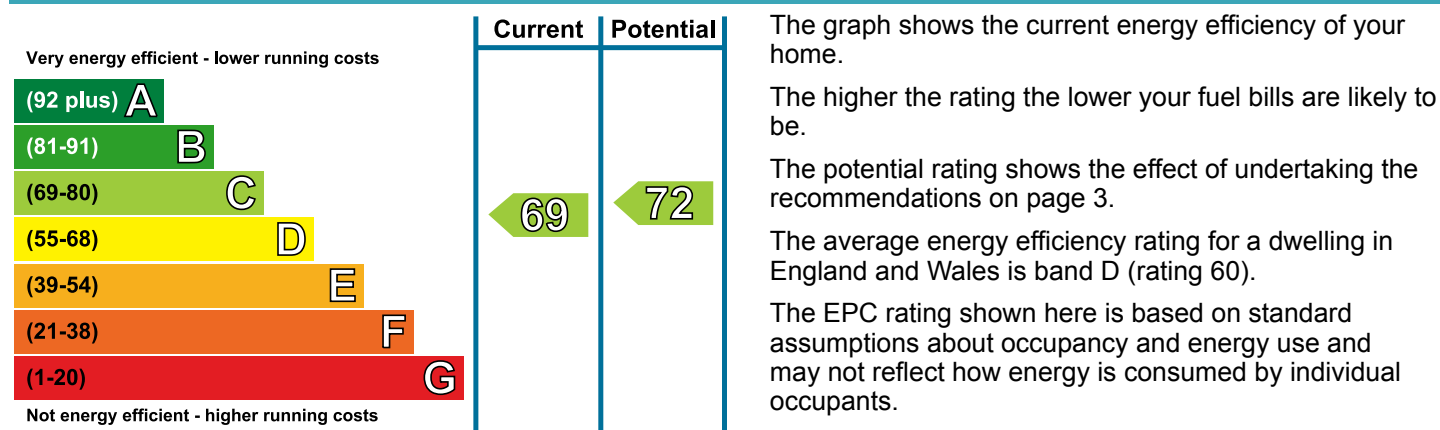 Current Potential
Very energy efficient - lower running costs
(92 plus) A
(81-91) B
(69-80) C
(55-68) D
(39-54) E
(21-38) F
(1-20) G
Not energy efficient - higher running costs
69
72
The graph shows the current energy efficiency of your
home.
The higher the rating the lower your fuel bills are likely to
be.
The potential rating shows the effect of undertaking the
recommendations on page 3.
The average energy efficiency rating for a dwelling in
England and Wales is band D (rating 60).
The EPC rating shown here is based on standard
assumptions about occupancy and energy use and
may not reflect how energy is consumed by individual
occupants.